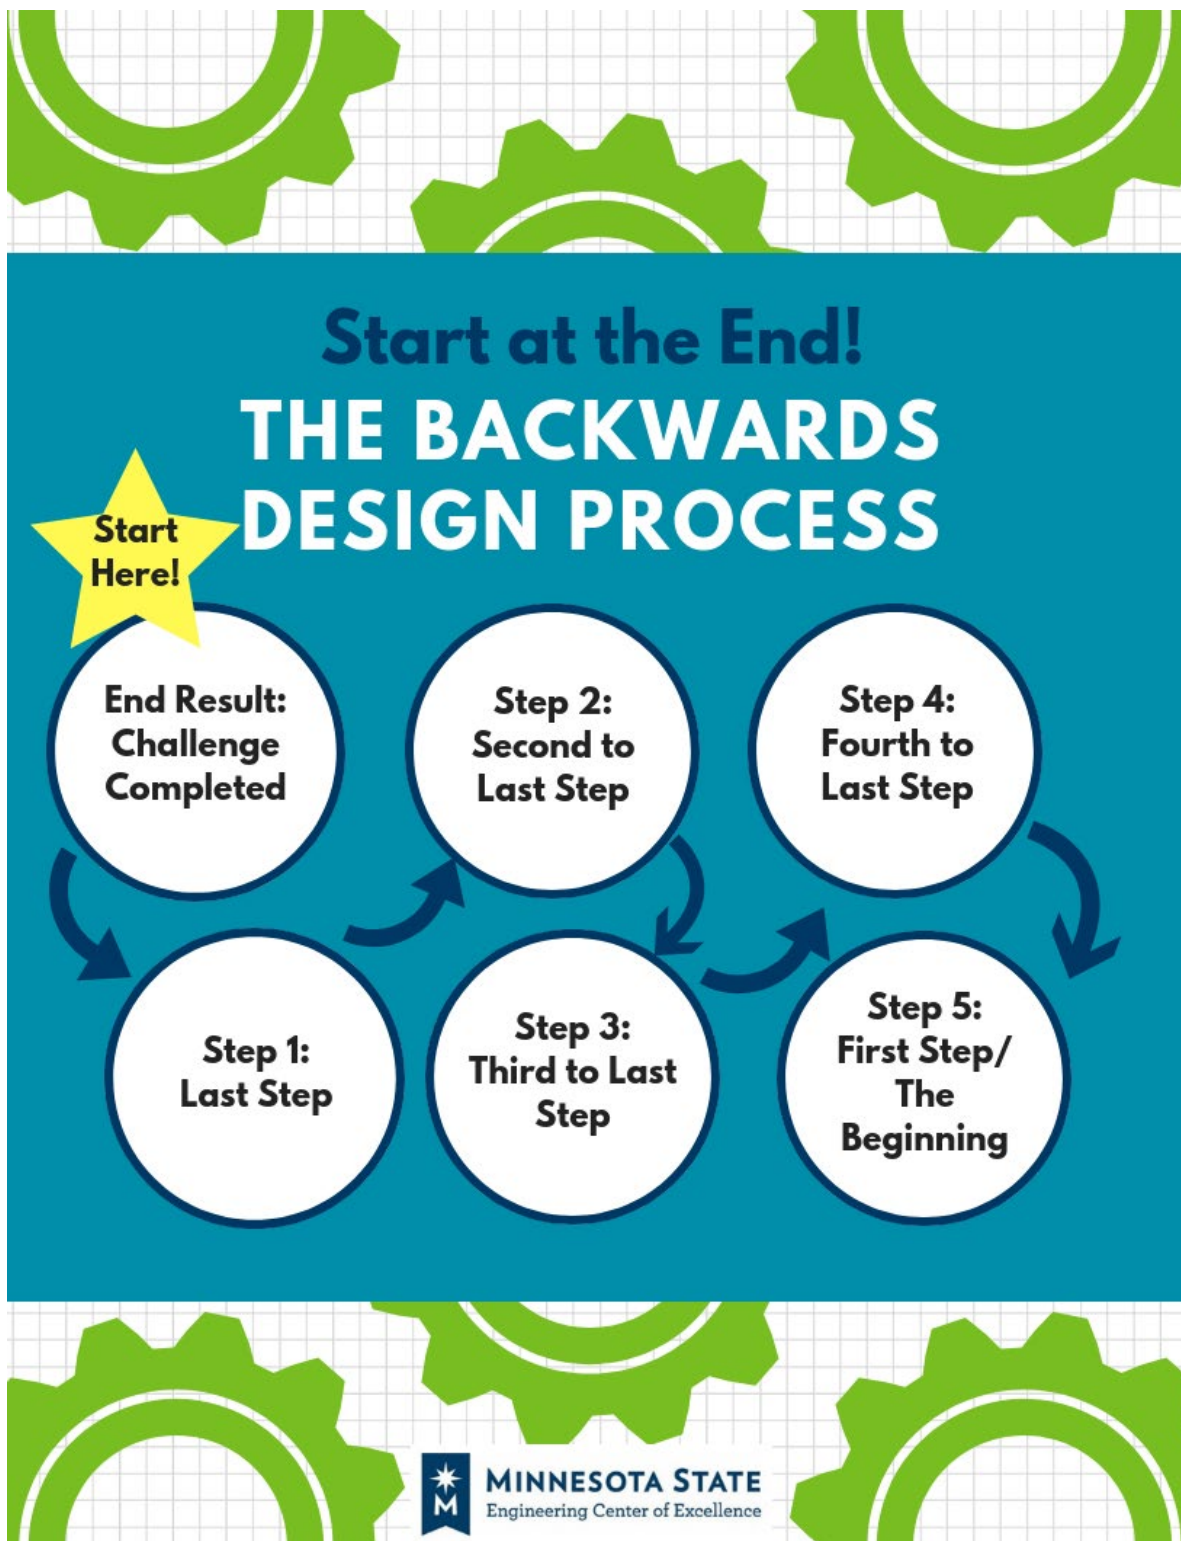 Start at the End!
THE BACKWARDS
DESIGN PROCESS
Start
Here!
End Result:
Challenge
Completed
Step 1:
Last Step
Step 2:
Second to
Last Step
Step 3:
Third to Last
Step
Step 4:
Fourth to
Last Step
Step 5:
First Step/
The
Beginning
M
MINNESOTA STATE
Engineering Center of Excellence